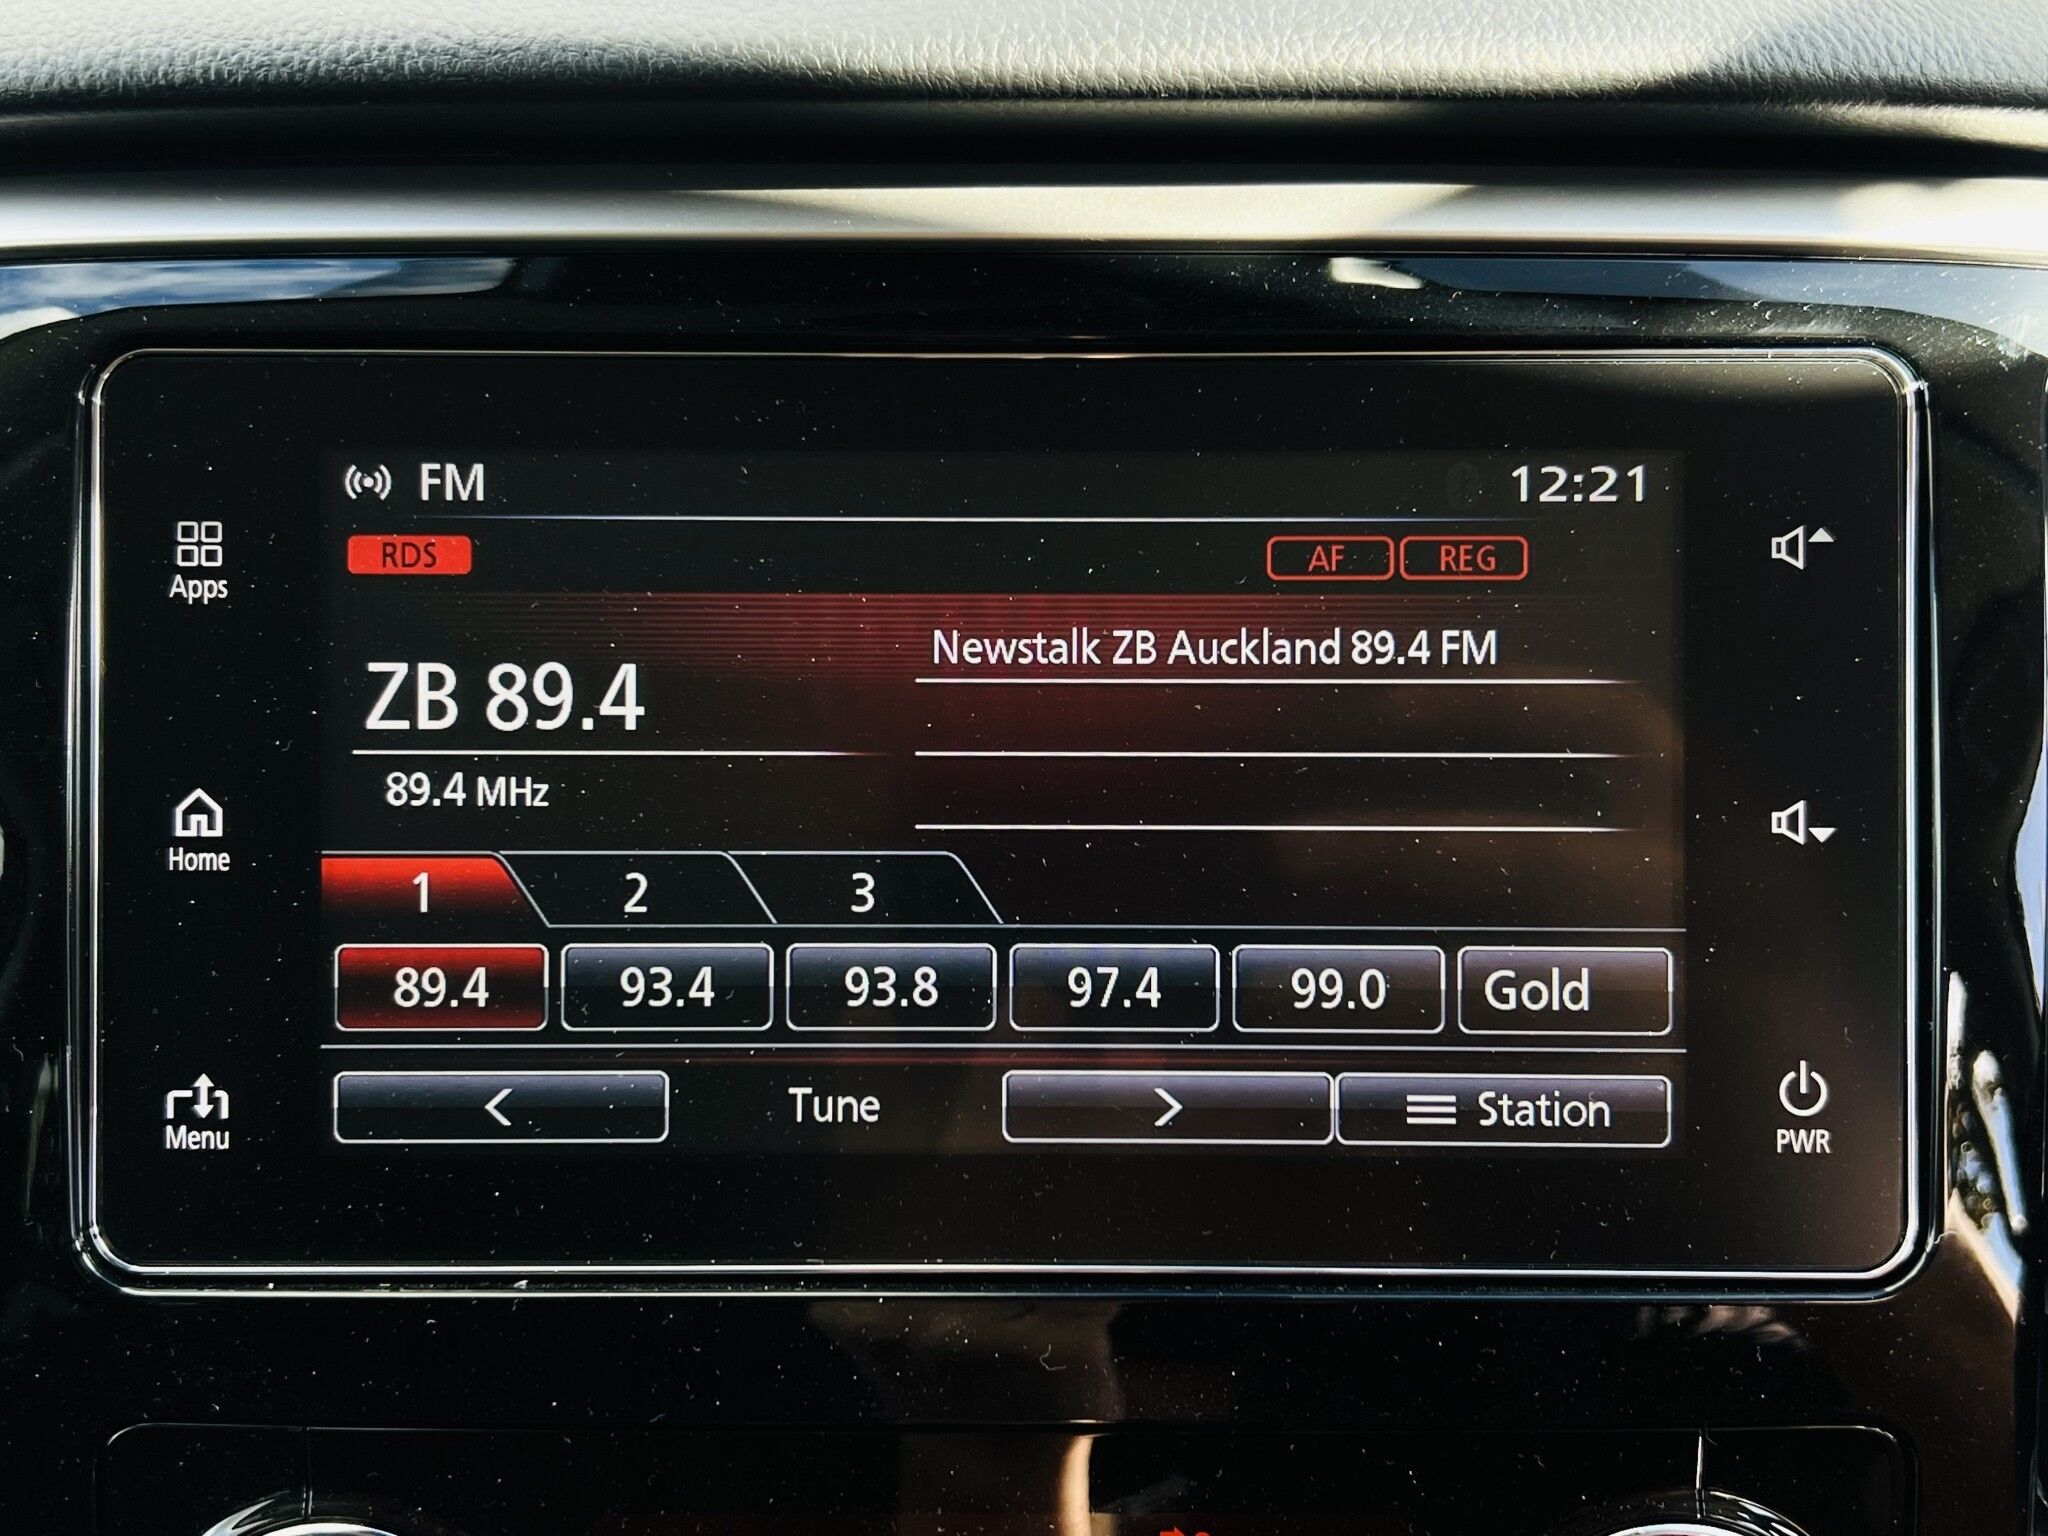 FM 12:21
RDS AF REG
Apps
Newstalk ZB Auckland 89.4 FM
ZB 89.4
89.4 MHz
Home
1 2 3
89.4 93.4 93.8 97.4 99.0 Gold
< Tune > Station
Menu
PWR